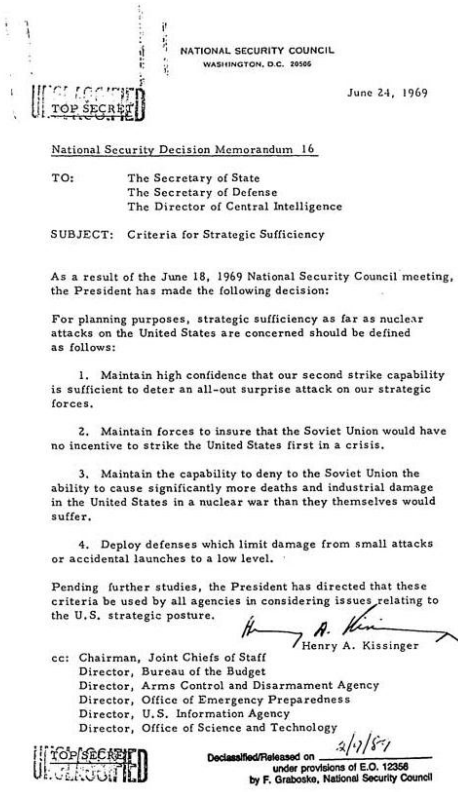 NATIONAL SECURITY COUNCIL
WASHINGTON, D.C. 20506
June 24, 1969
UNCLASSIFIED
TOP SECRET
National Security Decision Memorandum 16
TO: The Secretary of State
The Secretary of Defense
The Director of Central Intelligence
SUBJECT: Criteria for Strategic Sufficiency
As a result of the June 18, 1969 National Security Council meeting,
the President has made the following decision:
For planning purposes, strategic sufficiency as far as nuclear
attacks on the United States are concerned should be defined
as follows:
1. Maintain high confidence that our second strike capability
is sufficient to deter an all-out surprise attack on our strategic
forces.
2. Maintain forces to insure that the Soviet Union would have
no incentive to strike the United States first in a crisis.
3. Maintain the capability to deny to the Soviet Union the
ability to cause significantly more deaths and industrial damage
in the United States in a nuclear war than they themselves would
suffer.
4. Deploy defenses which limit damage from small attacks
or accidental launches to a low level.
Pending further studies, the President has directed that these
criteria be used by all agencies in considering issues relating to
the U.S. strategic posture.
Henry A. Kissinger
cc: Chairman, Joint Chiefs of Staff
Director, Bureau of the Budget
Director, Arms Control and Disarmament Agency
Director, Office of Emergency Preparedness
Director, U.S. Information Agency
Director, Office of Science and Technology
TOP SECRET
UNCLASSIFIED
Declassified/Released on
under provisions of E.O. 12356
by F. Graboske, National Security Council